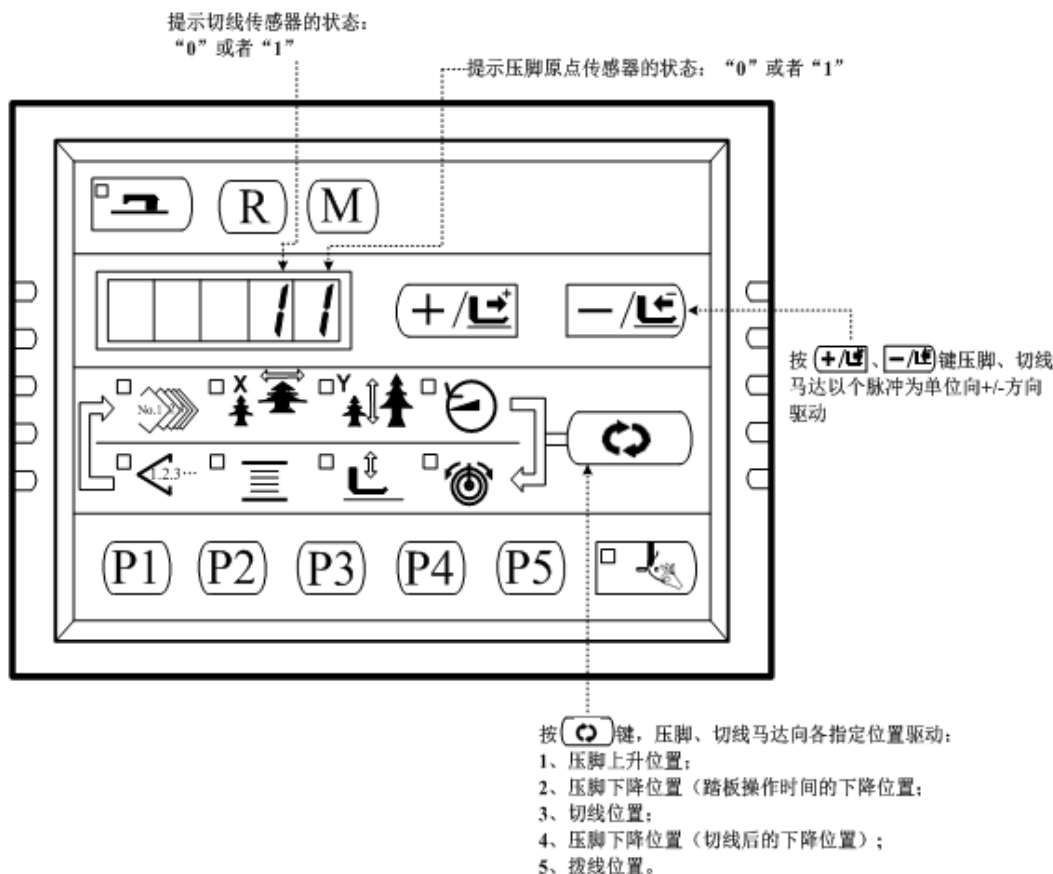 提示切线传感器的状态：
“0”或者“1”
提示压脚原点传感器的状态：“0”或者“1”
R M
11
+/ + −/ −
按 +/ 、 −/ 键压脚、切线
马达以个脉冲为单位向+/-方向
驱动
No.1 2 X Y
1.2.3…
P1 P2 P3 P4 P5
按 键，压脚、切线马达向各指定位置驱动：
1、压脚上升位置；
2、压脚下降位置（踏板操作时间的下降位置；
3、切线位置；
4、压脚下降位置（切线后的下降位置）；
5、拨线位置。